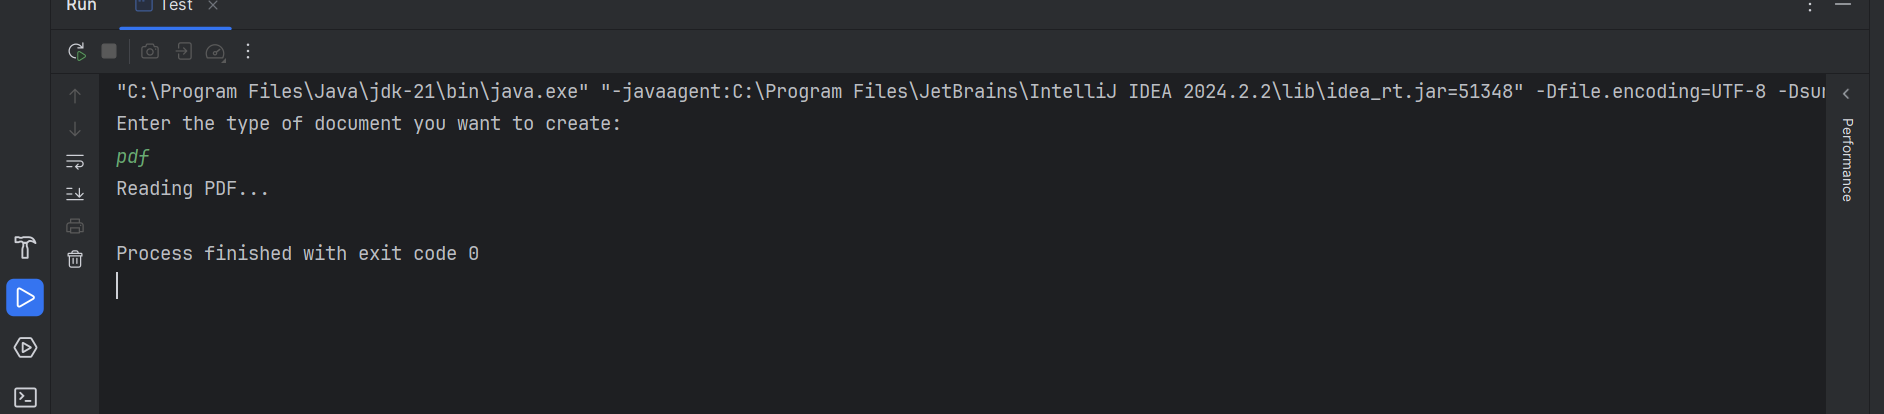 Run Test
"C:\Program Files\Java\jdk-21\bin\java.exe" "-javaagent:C:\Program Files\JetBrains\IntelliJ IDEA 2024.2.2\lib\idea_rt.jar=51348" -Dfile.encoding=UTF-8 -Dsun
Enter the type of document you want to create:
pdf
Reading PDF...
Process finished with exit code 0
Performance